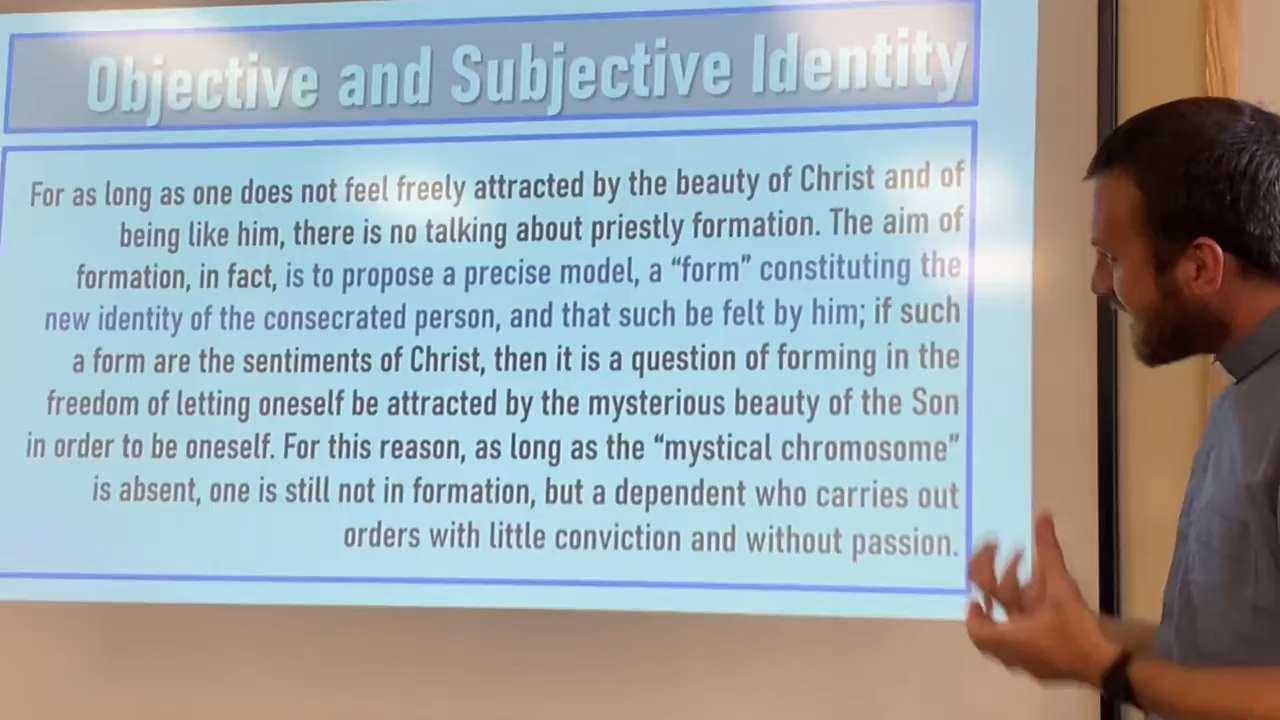 Objective and Subjective Identity
For as long as one does not feel freely attracted by the beauty of Christ and of
being like him, there is no talking about priestly formation. The aim of
formation, in fact, is to propose a precise model, a “form” constituting the
new identity of the consecrated person, and that such be felt by him; if such
a form are the sentiments of Christ, then it is a question of forming in the
freedom of letting oneself be attracted by the mysterious beauty of the Son
in order to be oneself. For this reason, as long as the “mystical chromosome”
is absent, one is still not in formation, but a dependent who carries out
orders with little conviction and without passion.